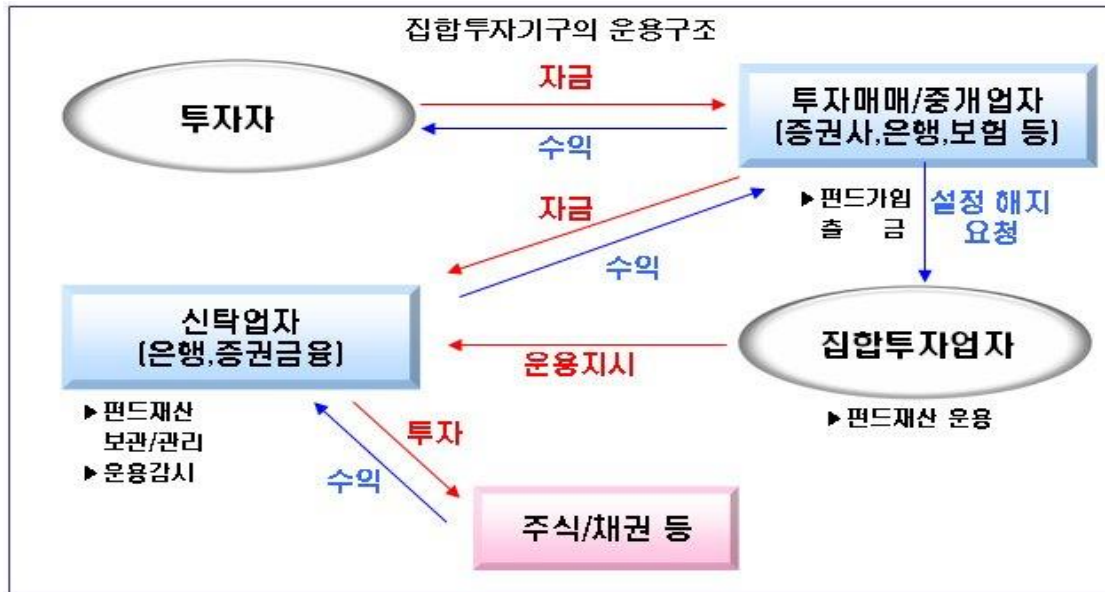 집합투자기구의 운용구조
투자자
자금
수익
투자매매/중개업자
(증권사,은행,보험 등)
자금
수익
▶펀드가입
출 금
설정 해지
요청
신탁업자
(은행,증권금융)
운용지시
집합투자업자
▶펀드재산
보관/관리
▶운용감시
투자
수익
▶펀드재산 운용
주식/채권 등